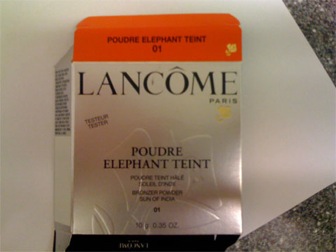 POUDRE ELEPHANT TEINT
01
LANCÔME
PARIS
TESTEUR
TESTER
POUDRE
ELEPHANT TEINT
POUDRE TEINT HALÉ
SOLEIL D'INDE
BRONZER POWDER
SUN OF INDIA
01
10 g 0.35 OZ.